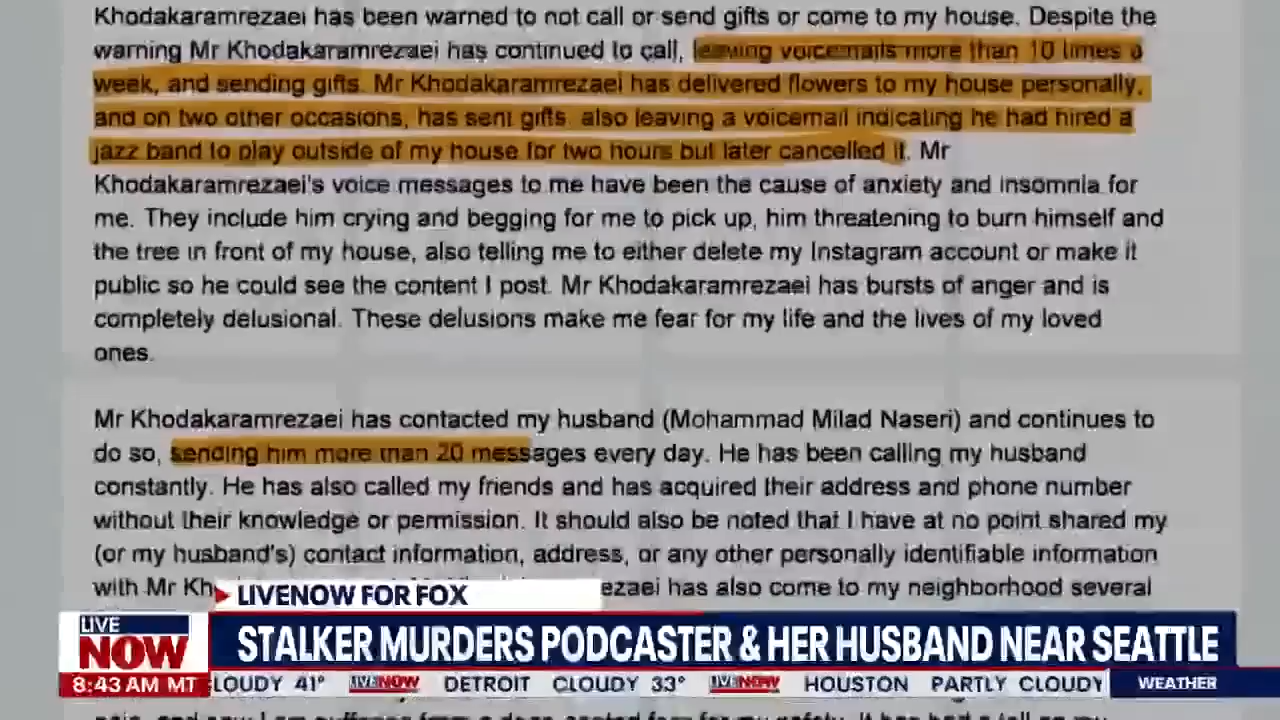 Khodakaramrezaei has been warned to not call or send gifts or come to my house. Despite the
warning Mr Khodakaramrezaei has continued to call, leaving voicemails more than 10 times a
week, and sending gifts. Mr Khodakaramrezaei has delivered flowers to my house personally,
and on two other occasions, has sent gifts, also leaving a voicemail indicating he had hired a
jazz band to play outside of my house for two hours but later cancelled it. Mr
Khodakaramrezaei's voice messages to me have been the cause of anxiety and insomnia for
me. They include him crying and begging for me to pick up, him threatening to burn himself and
the tree in front of my house, also telling me to either delete my Instagram account or make it
public so he could see the content I post. Mr Khodakaramrezaei has bursts of anger and is
completely delusional. These delusions make me fear for my life and the lives of my loved
ones.
Mr Khodakaramrezaei has contacted my husband (Mohammad Milad Naseri) and continues to
do so, sending him more than 20 messages every day. He has been calling my husband
constantly. He has also called my friends and has acquired their address and phone number
without their knowledge or permission. It should also be noted that I have at no point shared my
(or my husband's) contact information, address, or any other personally identifiable information
with Mr Kh ezaei has also come to my neighborhood several
LIVENOW FOR FOX
LIVE NOW
STALKER MURDERS PODCASTER & HER HUSBAND NEAR SEATTLE
8:43 AM MT LOUDY 41° LIVENOW DETROIT CLOUDY 33° LIVENOW HOUSTON PARTLY CLOUDY WEATHER